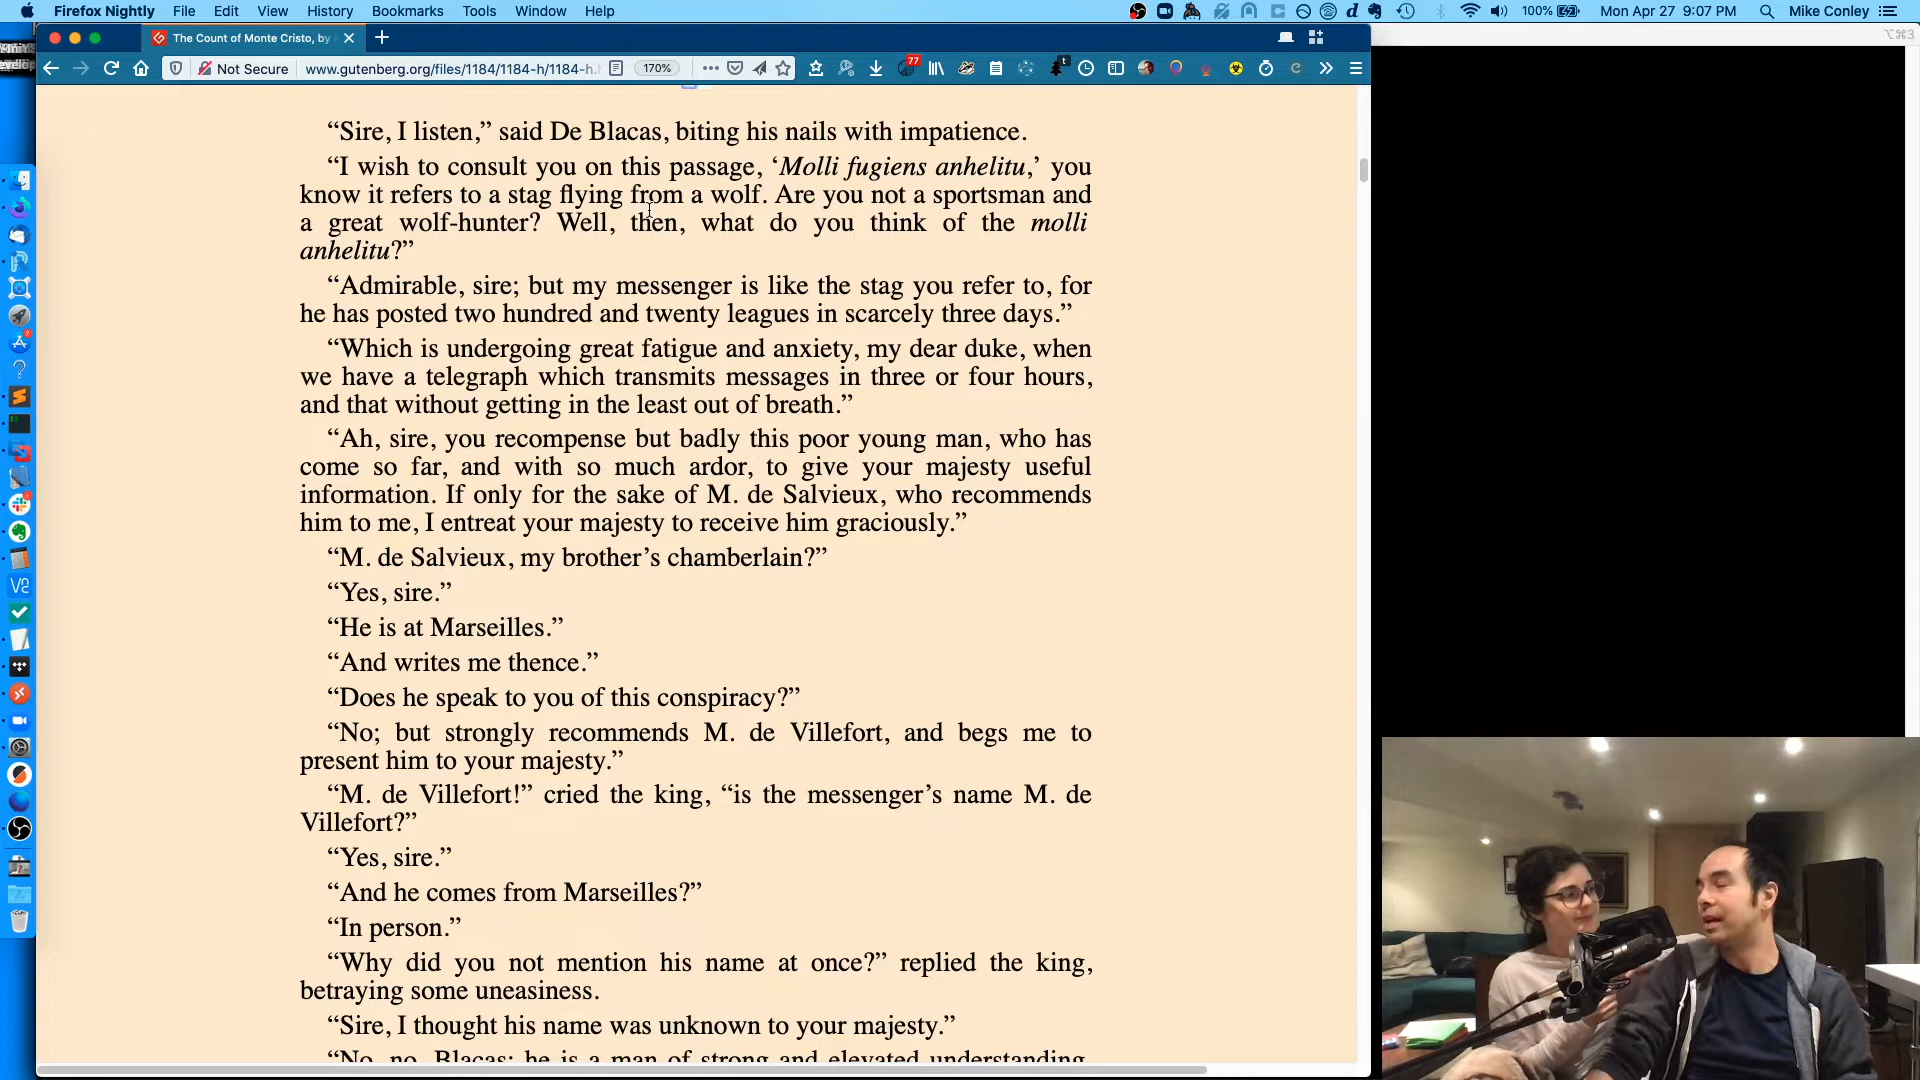 Firefox Nightly File Edit View History Bookmarks Tools Window Help 100% Mon Apr 27 9:07 PM Mike Conley
The Count of Monte Cristo, by
Not Secure www.gutenberg.org/files/1184/1184-h/1184-h. 170% 77
⌥⌘3
“Sire, I listen,” said De Blacas, biting his nails with impatience.
“I wish to consult you on this passage, ‘Molli fugiens anhelitu,’ you
know it refers to a stag flying from a wolf. Are you not a sportsman and
a great wolf-hunter? Well, then, what do you think of the molli
anhelitu?”
“Admirable, sire; but my messenger is like the stag you refer to, for
he has posted two hundred and twenty leagues in scarcely three days.”
“Which is undergoing great fatigue and anxiety, my dear duke, when
we have a telegraph which transmits messages in three or four hours,
and that without getting in the least out of breath.”
“Ah, sire, you recompense but badly this poor young man, who has
come so far, and with so much ardor, to give your majesty useful
information. If only for the sake of M. de Salvieux, who recommends
him to me, I entreat your majesty to receive him graciously.”
“M. de Salvieux, my brother’s chamberlain?”
“Yes, sire.”
“He is at Marseilles.”
“And writes me thence.”
“Does he speak to you of this conspiracy?”
“No; but strongly recommends M. de Villefort, and begs me to
present him to your majesty.”
“M. de Villefort!” cried the king, “is the messenger’s name M. de
Villefort?”
“Yes, sire.”
“And he comes from Marseilles?”
“In person.”
“Why did you not mention his name at once?” replied the king,
betraying some uneasiness.
“Sire, I thought his name was unknown to your majesty.”
“No, no, Blacas; he is a man of strong and elevated understanding,